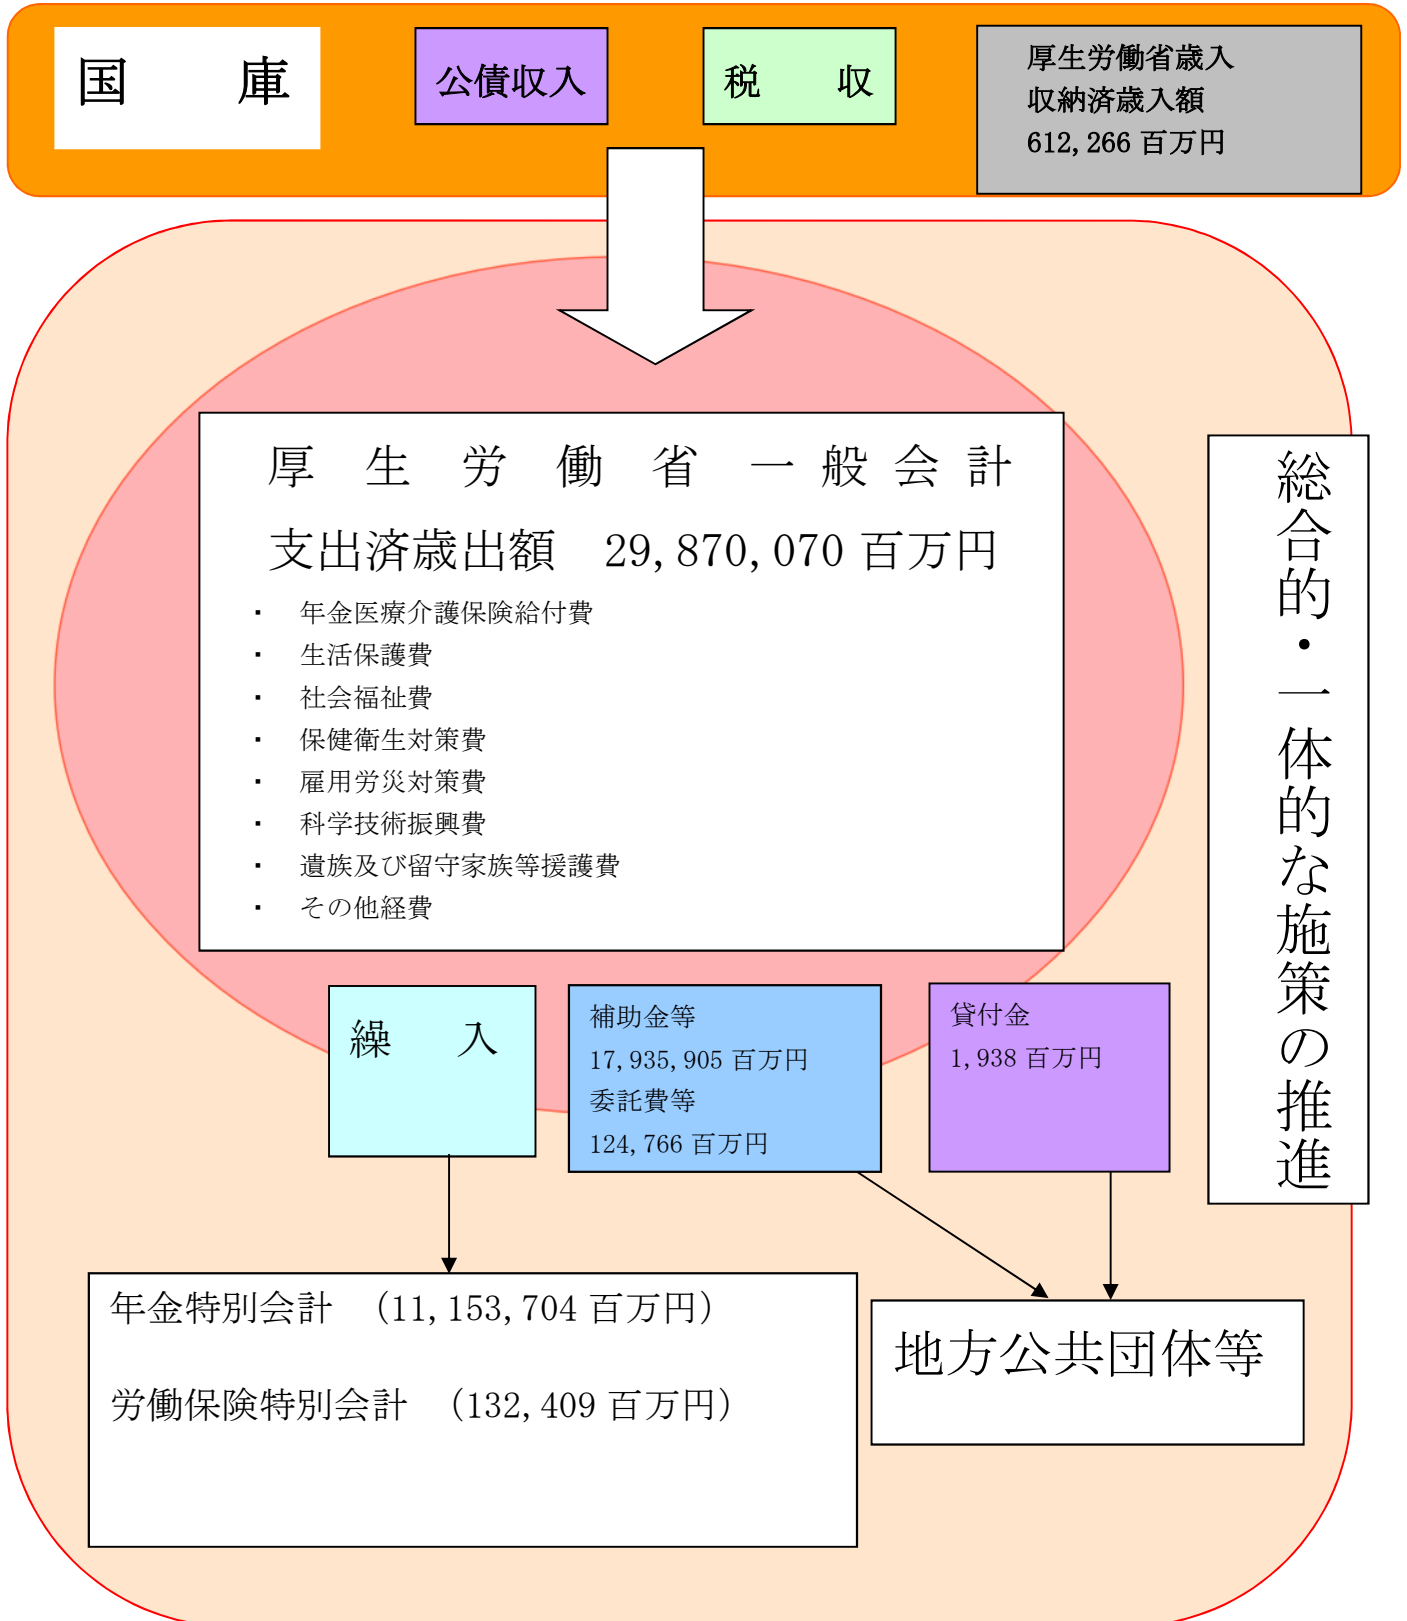 国　　庫
公債収入
税　　収
厚生労働省歳入
収納済歳入額
612,266 百万円
厚　生　労　働　省　一 般 会 計
支出済歳出額　29,870,070 百万円
・　年金医療介護保険給付費
・　生活保護費
・　社会福祉費
・　保健衛生対策費
・　雇用労災対策費
・　科学技術振興費
・　遺族及び留守家族等援護費
・　その他経費
総合的・一体的な施策の推進
繰　入
補助金等
17,935,905 百万円
委託費等
124,766 百万円
貸付金
1,938 百万円
年金特別会計　（11,153,704 百万円）
労働保険特別会計　（132,409 百万円）
地方公共団体等